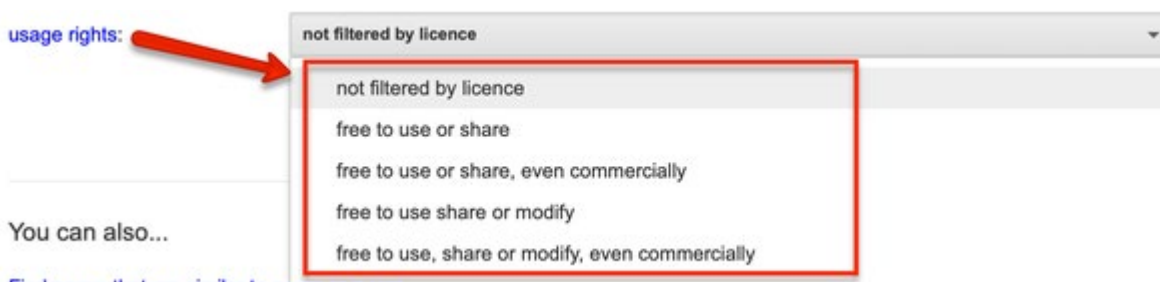 usage rights: not filtered by licence
not filtered by licence
free to use or share
free to use or share, even commercially
free to use share or modify
You can also...
free to use, share or modify, even commercially